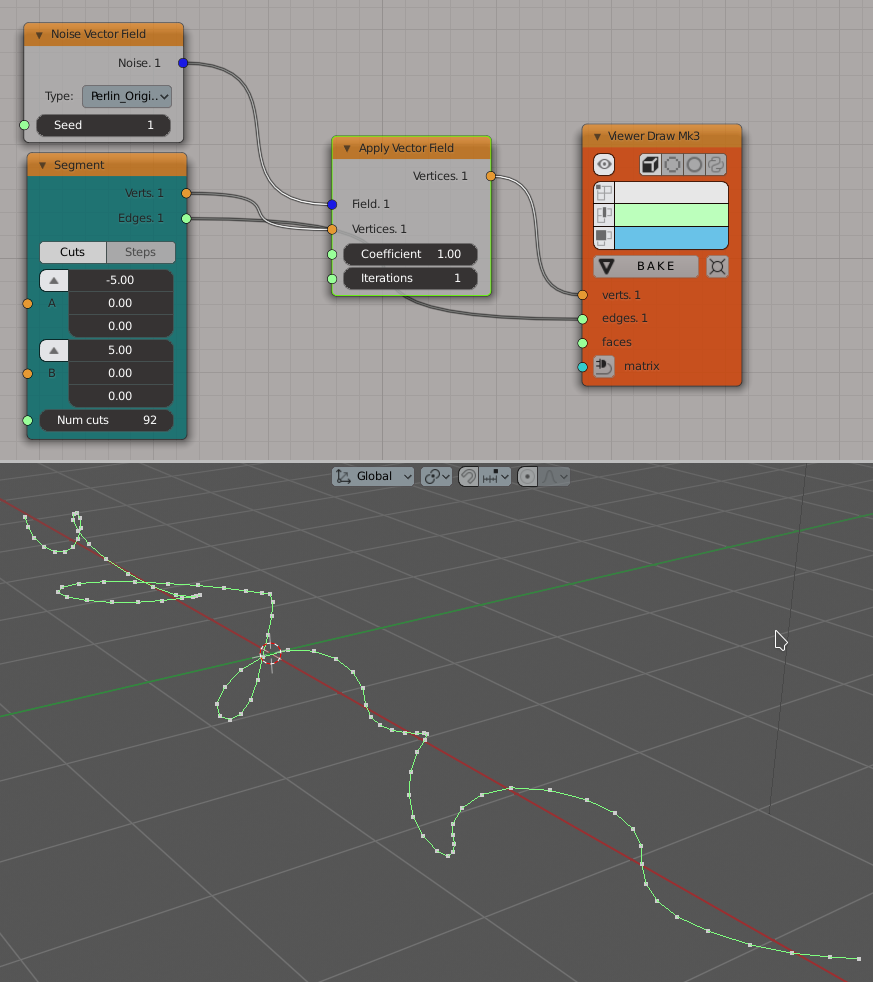 Noise Vector Field
Noise. 1
Type: Perlin_Origi..
Seed 1
Segment
Verts. 1
Edges. 1
Cuts Steps
-5.00
A 0.00
0.00
5.00
B 0.00
0.00
Num cuts 92
Apply Vector Field
Vertices. 1
Field. 1
Vertices. 1
Coefficient 1.00
Iterations 1
Viewer Draw Mk3
BAKE
verts. 1
edges. 1
faces
matrix
Global